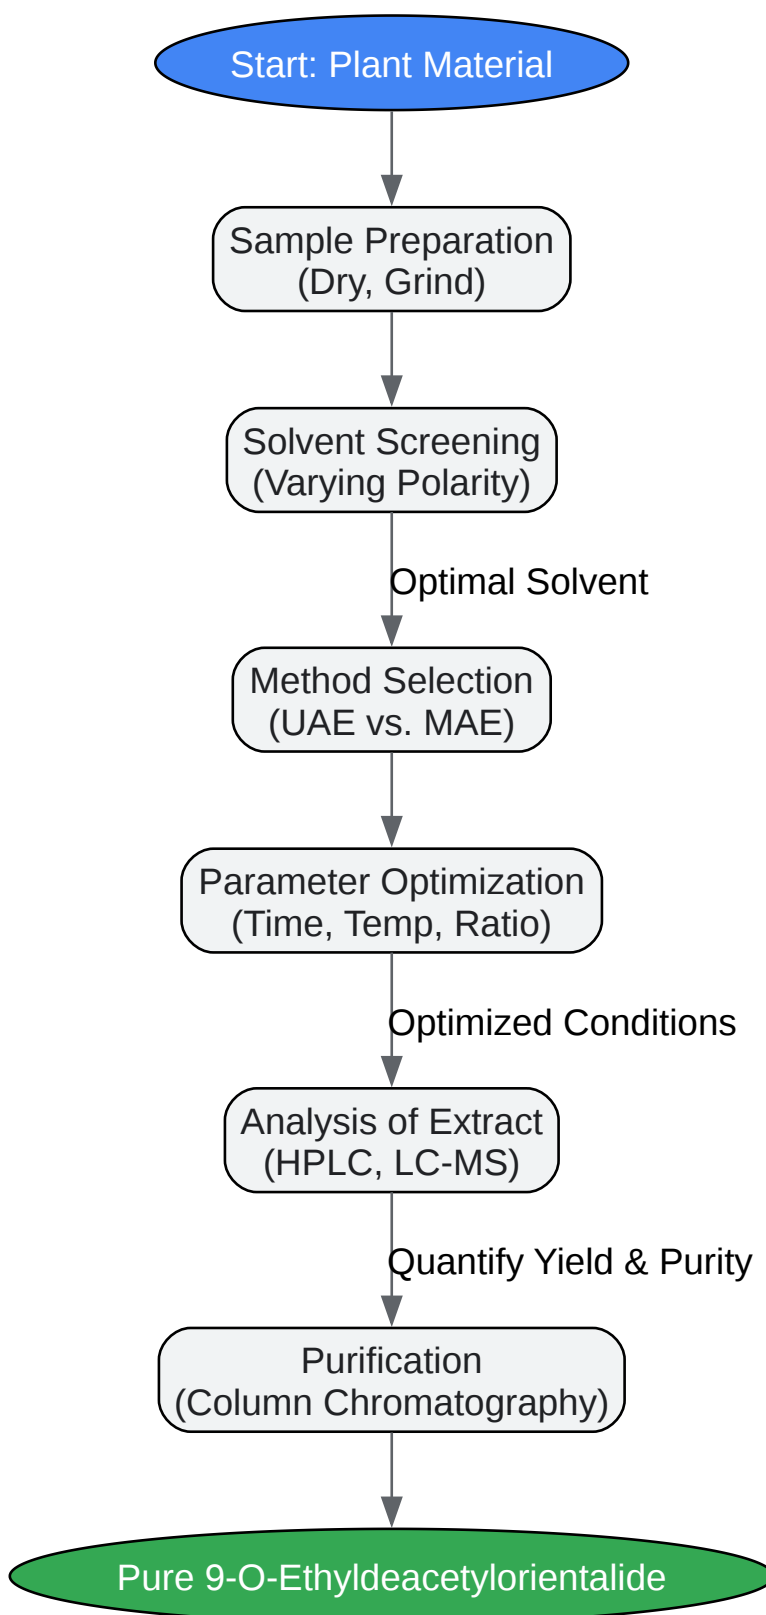 Start: Plant Material
Sample Preparation
(Dry, Grind)
Solvent Screening
(Varying Polarity)
Optimal Solvent
Method Selection
(UAE vs. MAE)
Parameter Optimization
(Time, Temp, Ratio)
Optimized Conditions
Analysis of Extract
(HPLC, LC-MS)
Quantify Yield & Purity
Purification
(Column Chromatography)
Pure 9-O-Ethyldeacetylorientalide